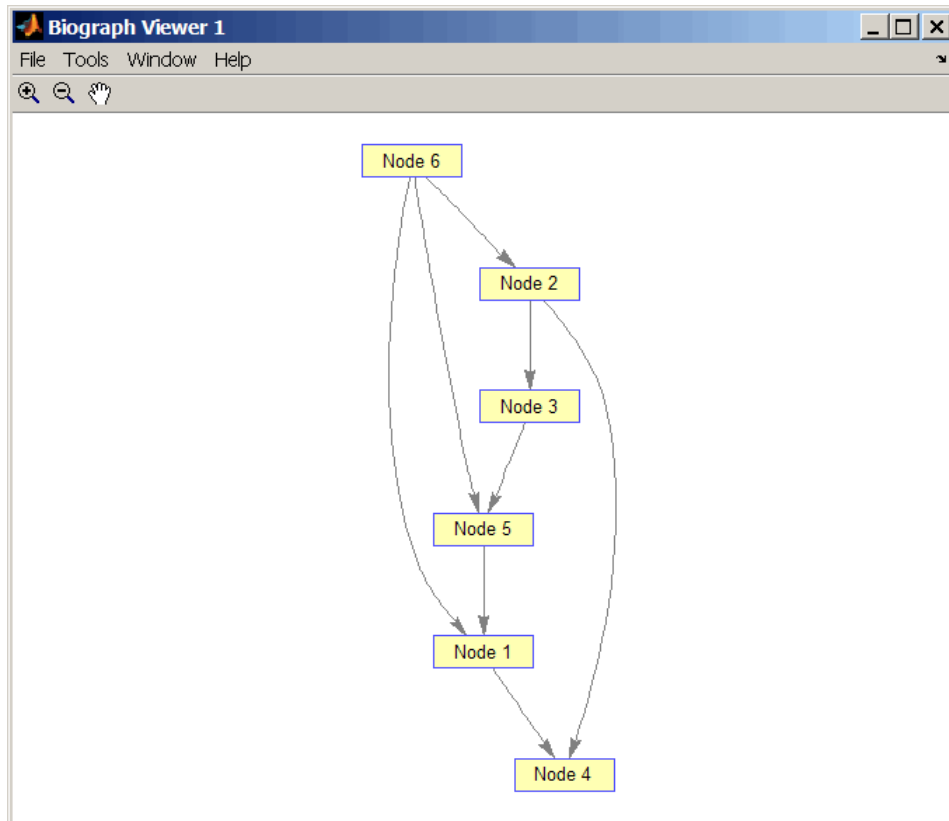 Biograph Viewer 1
File Tools Window Help
Node 6
Node 2
Node 3
Node 5
Node 1
Node 4